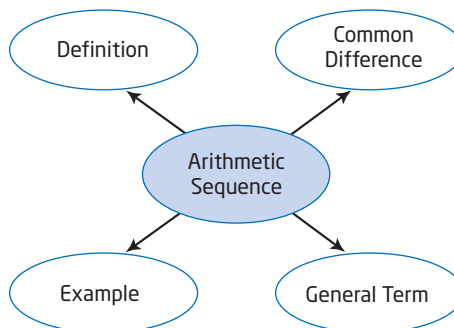 Definition
Common
Difference
Arithmetic
Sequence
Example
General Term